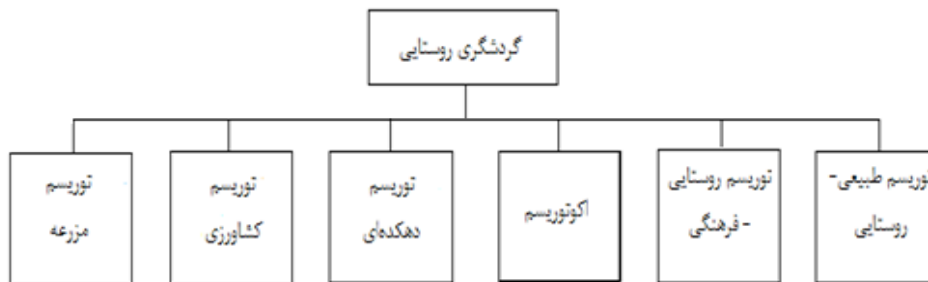 گردشگری روستایی
توریسم طبیعی-
روستایی
توریسم روستایی
- فرهنگی
اکوتوریسم
توریسم
دهکده‌ای
توریسم
کشاورزی
توریسم
مزرعه